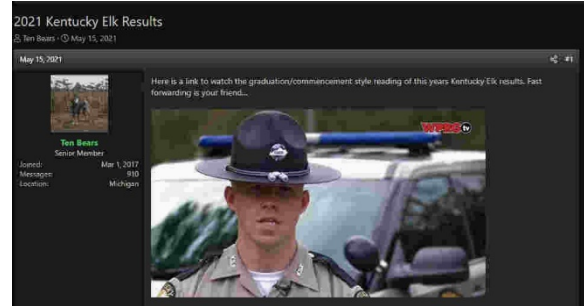 2021 Kentucky Elk Results
Ten Bears · May 15, 2021
May 15, 2021
#1
Here is a link to watch the graduation/commencement style reading of this years Kentucky Elk results. Fast
forwarding is your friend...
Ten Bears
Senior Member
Joined: Mar 1, 2017
Messages: 910
Location: Michigan
tv